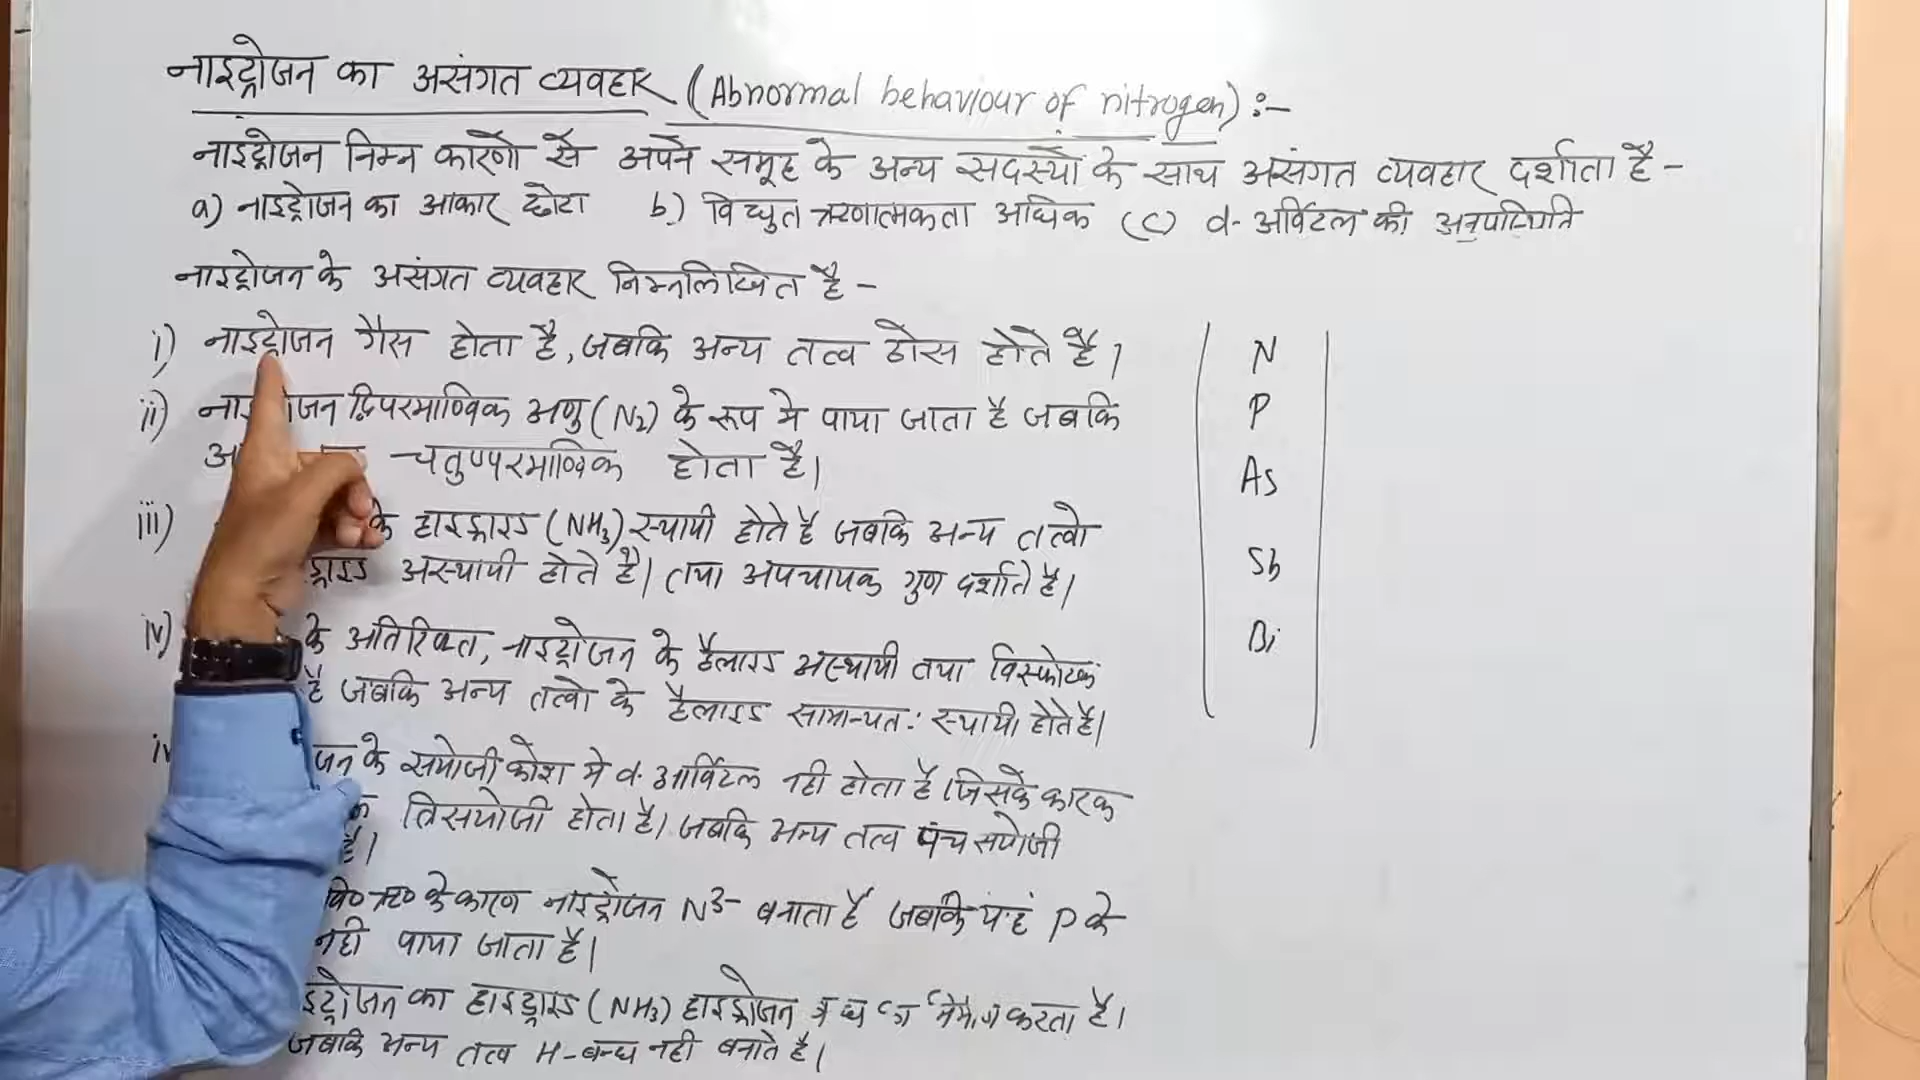 नाइट्रोजन का असंगत व्यवहार (Abnormal behaviour of nitrogen) :-
नाइट्रोजन निम्न कारणों से अपने समूह के अन्य सदस्यों के साथ असंगत व्यवहार दर्शाता है -
a) नाइट्रोजन का आकार छोटा b) विद्युत ऋणात्मकता अधिक (c) d- आर्बिटल की अनुपस्थिति
नाइट्रोजन के असंगत व्यवहार निम्नलिखित है -
i) नाइट्रोजन गैस होता है, जबकि अन्य तत्व ठोस होते है।
ii) द्विपरमाण्विक अणु (N2) के रूप मे पाया जाता है जबकि
चतुष्परमाण्विक होता है।
iii) के हाइड्राइड (NH3) स्थायी होते है जबकि अन्य तत्वो
अस्थायी होते है। तथा अपचायक गुण दर्शाते है।
iv) के अतिरिक्त, नाइट्रोजन के हैलाइड अस्थायी तथा विस्फोटक
है जबकि अन्य तत्वो के हैलाइड सामान्यत: स्थायी होते है।
के संयोजी कोश मे d- आर्बिटल नही होता है। जिसके कारक
त्रिसंयोजी होता है। जबकि अन्य तत्व पंच संयोजी
है।
वि० ऋ० के कारण नाइट्रोजन N3- बनाता है जबकि यह P के
नही पाया जाता है।
का हाइड्राइड (NH3) हाइड्रोजन करता है।
जबकि अन्य तत्व H-बन्ध नही बनाते है।
N
P
As
Sb
Bi